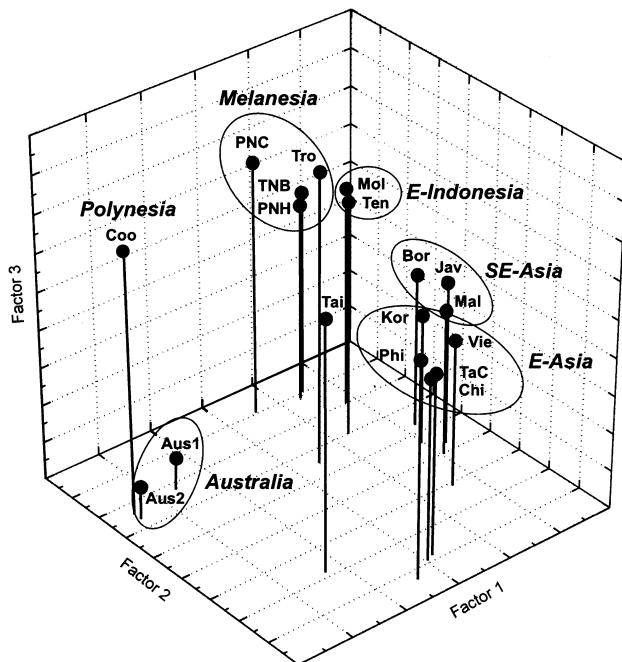 Melanesia
PNC
Tro
TNB
PNH
Mol
Ten
E-Indonesia
Polynesia
Coo
Bor
Jav
SE-Asia
Mal
Tai
Kor
Vie
Phi
TaC
Chi
E-Asia
Aus1
Aus2
Australia
Factor 3
Factor 2
Factor 1